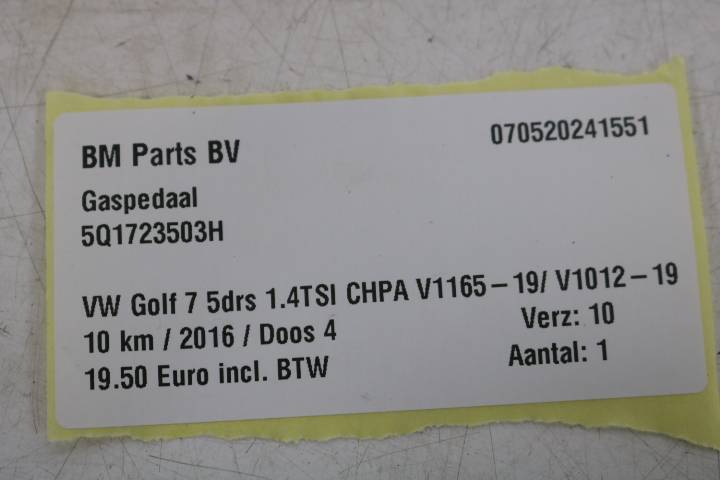 BM Parts BV
070520241551
Gaspedaal
5Q1723503H
VW Golf 7 5drs 1.4TSI CHPA V1165-19/ V1012-19
10 km / 2016 / Doos 4
Verz: 10
19.50 Euro incl. BTW
Aantal: 1